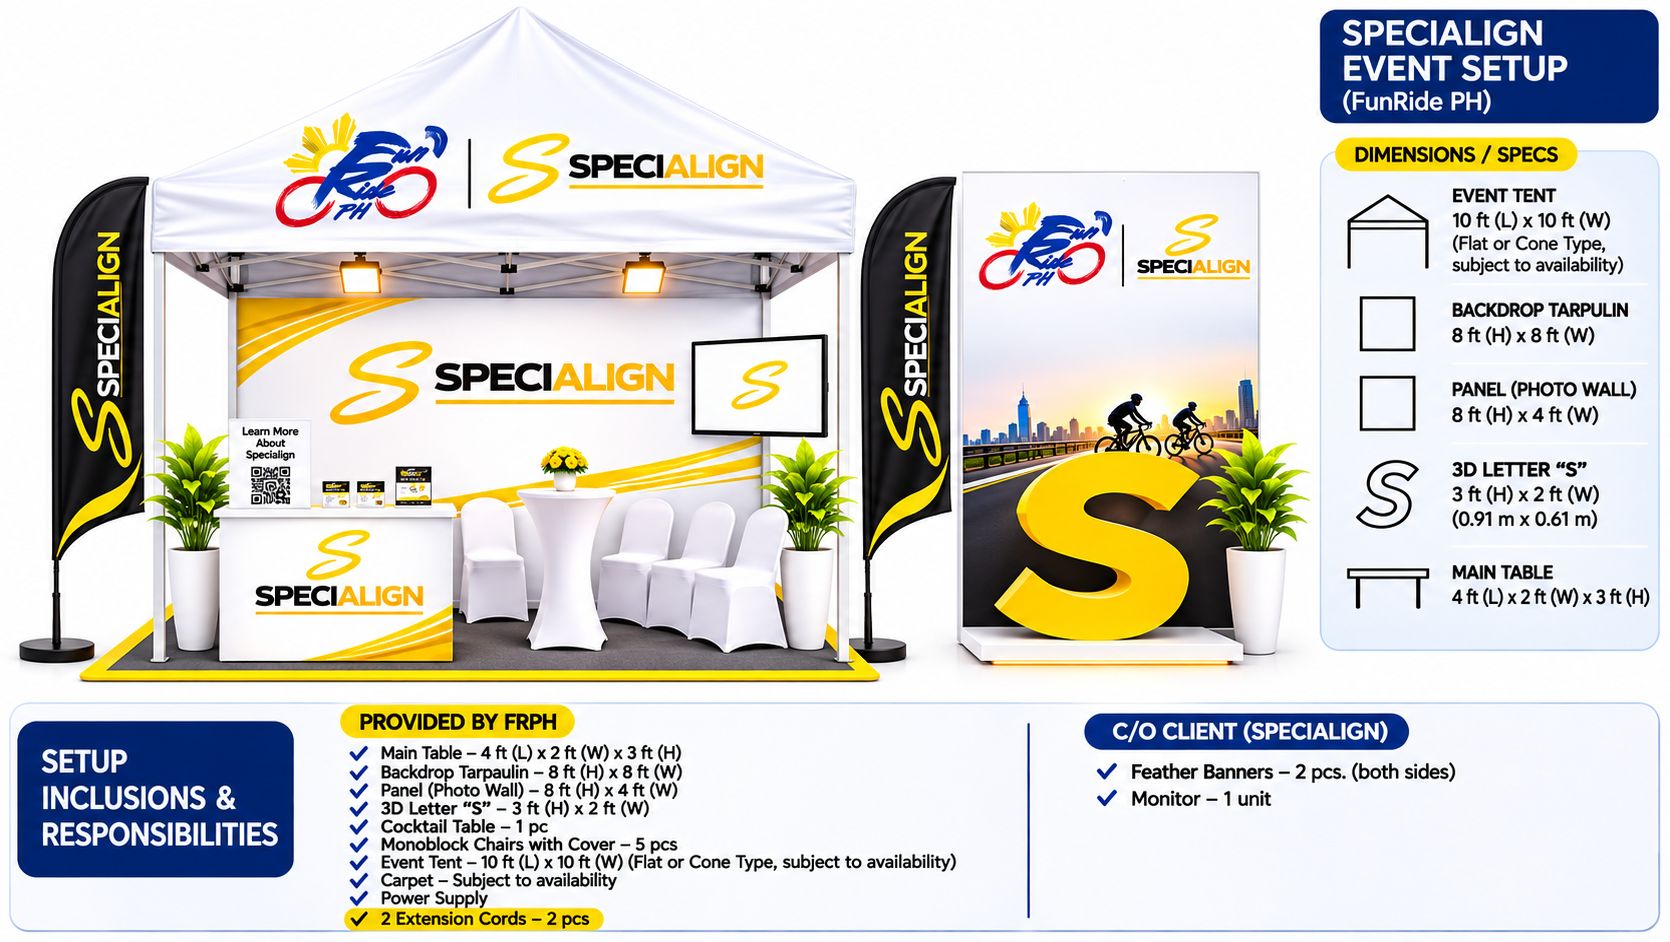 Fun
Ride
PH
S SPECIALIGN
SPECIALIGN
S
SPECIALIGN
S
S SPECIALIGN
S
Learn More
About
Specialign
S
SPECIALIGN
Fun
Ride
PH
S
SPECIALIGN
S
SPECIALIGN
EVENT SETUP
(FunRide PH)
DIMENSIONS / SPECS
EVENT TENT
10 ft (L) x 10 ft (W)
(Flat or Cone Type,
subject to availability)
BACKDROP TARPULIN
8 ft (H) x 8 ft (W)
PANEL (PHOTO WALL)
8 ft (H) x 4 ft (W)
S
3D LETTER “S”
3 ft (H) x 2 ft (W)
(0.91 m x 0.61 m)
MAIN TABLE
4 ft (L) x 2 ft (W) x 3 ft (H)
SETUP
INCLUSIONS &
RESPONSIBILITIES
PROVIDED BY FRPH
Main Table – 4 ft (L) x 2 ft (W) x 3 ft (H)
Backdrop Tarpaulin – 8 ft (H) x 8 ft (W)
Panel (Photo Wall) – 8 ft (H) x 4 ft (W)
3D Letter “S” – 3 ft (H) x 2 ft (W)
Cocktail Table – 1 pc
Monoblock Chairs with Cover – 5 pcs
Event Tent – 10 ft (L) x 10 ft (W) (Flat or Cone Type, subject to availability)
Carpet – Subject to availability
Power Supply
2 Extension Cords – 2 pcs
C/O CLIENT (SPECIALIGN)
Feather Banners – 2 pcs. (both sides)
Monitor – 1 unit